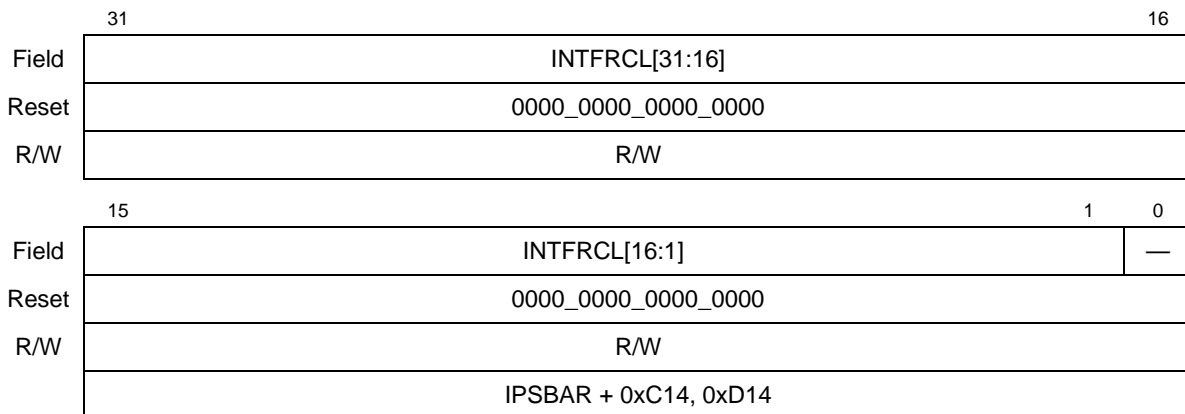 31 16
Field INTFRCL[31:16]
Reset 0000_0000_0000_0000
R/W R/W
15 1 0
Field INTFRCL[16:1] —
Reset 0000_0000_0000_0000
R/W R/W
IPSBAR + 0xC14, 0xD14